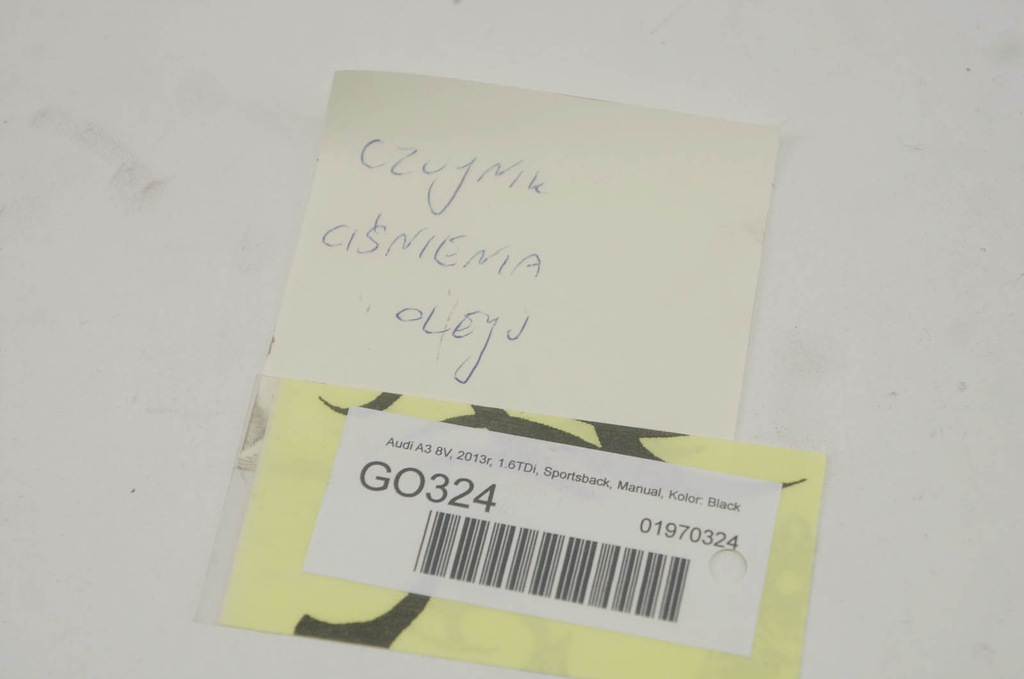 CZUJNIK
CIŚNIENIA
OLEJU
Audi A3 8V, 2013r, 1.6TDi, Sportsback, Manual, Kolor: Black
GO324
01970324